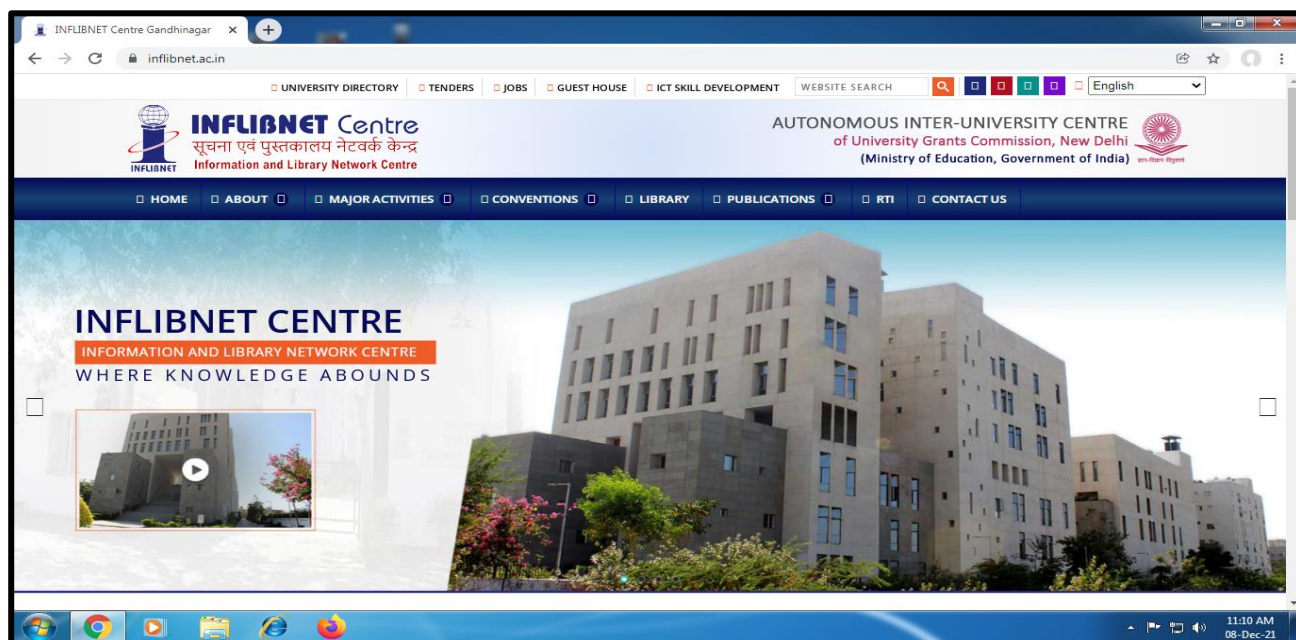 INFLIBNET Centre Gandhinagar
inflibnet.ac.in
UNIVERSITY DIRECTORY TENDERS JOBS GUEST HOUSE ICT SKILL DEVELOPMENT WEBSITE SEARCH English
INFLIBNET Centre
सूचना एवं पुस्तकालय नेटवर्क केन्द्र
Information and Library Network Centre
INFLIBNET
AUTONOMOUS INTER-UNIVERSITY CENTRE
of University Grants Commission, New Delhi
(Ministry of Education, Government of India)
ज्ञान-विज्ञान विमुक्तये
HOME ABOUT MAJOR ACTIVITIES CONVENTIONS LIBRARY PUBLICATIONS RTI CONTACT US
INFLIBNET CENTRE
INFORMATION AND LIBRARY NETWORK CENTRE
WHERE KNOWLEDGE ABOUNDS
11:10 AM
08-Dec-21